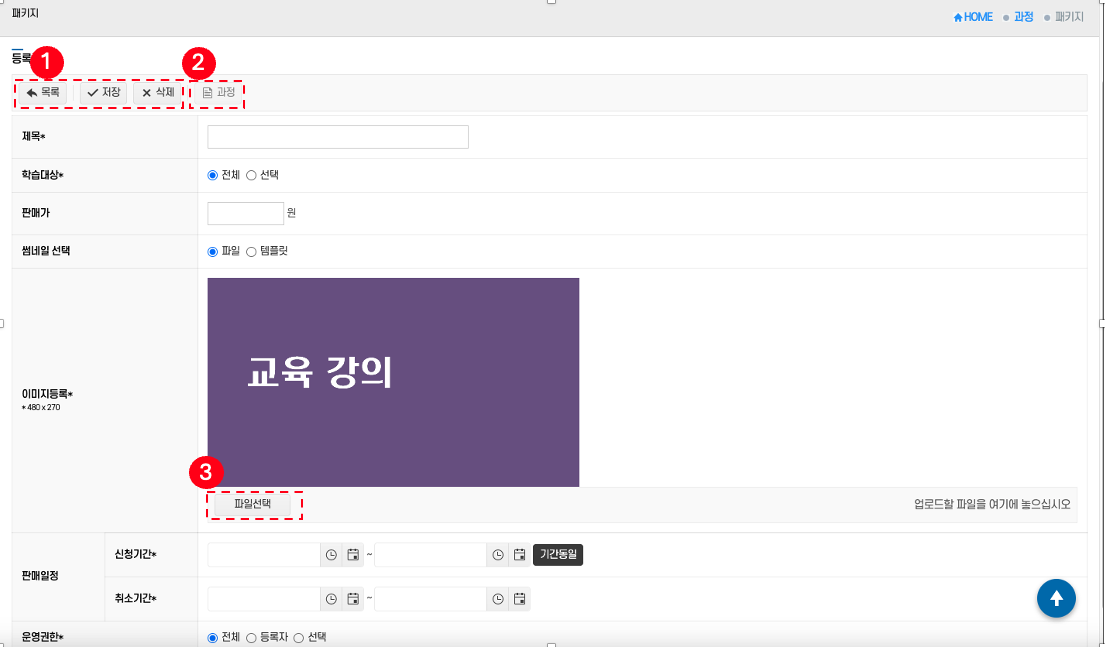 패키지
HOME 과정 패키지
등록
1
2
목록 저장 삭제 과정
제목*
학습대상* 전체 선택
판매가 원
썸네일 선택 파일 템플릿
교육 강의
이미지등록*
* 480 x 270
3
파일선택 업로드할 파일을 여기에 놓으십시오
판매일정
신청기간* ~ 기간동일
취소기간* ~
운영권한* 전체 등록자 선택